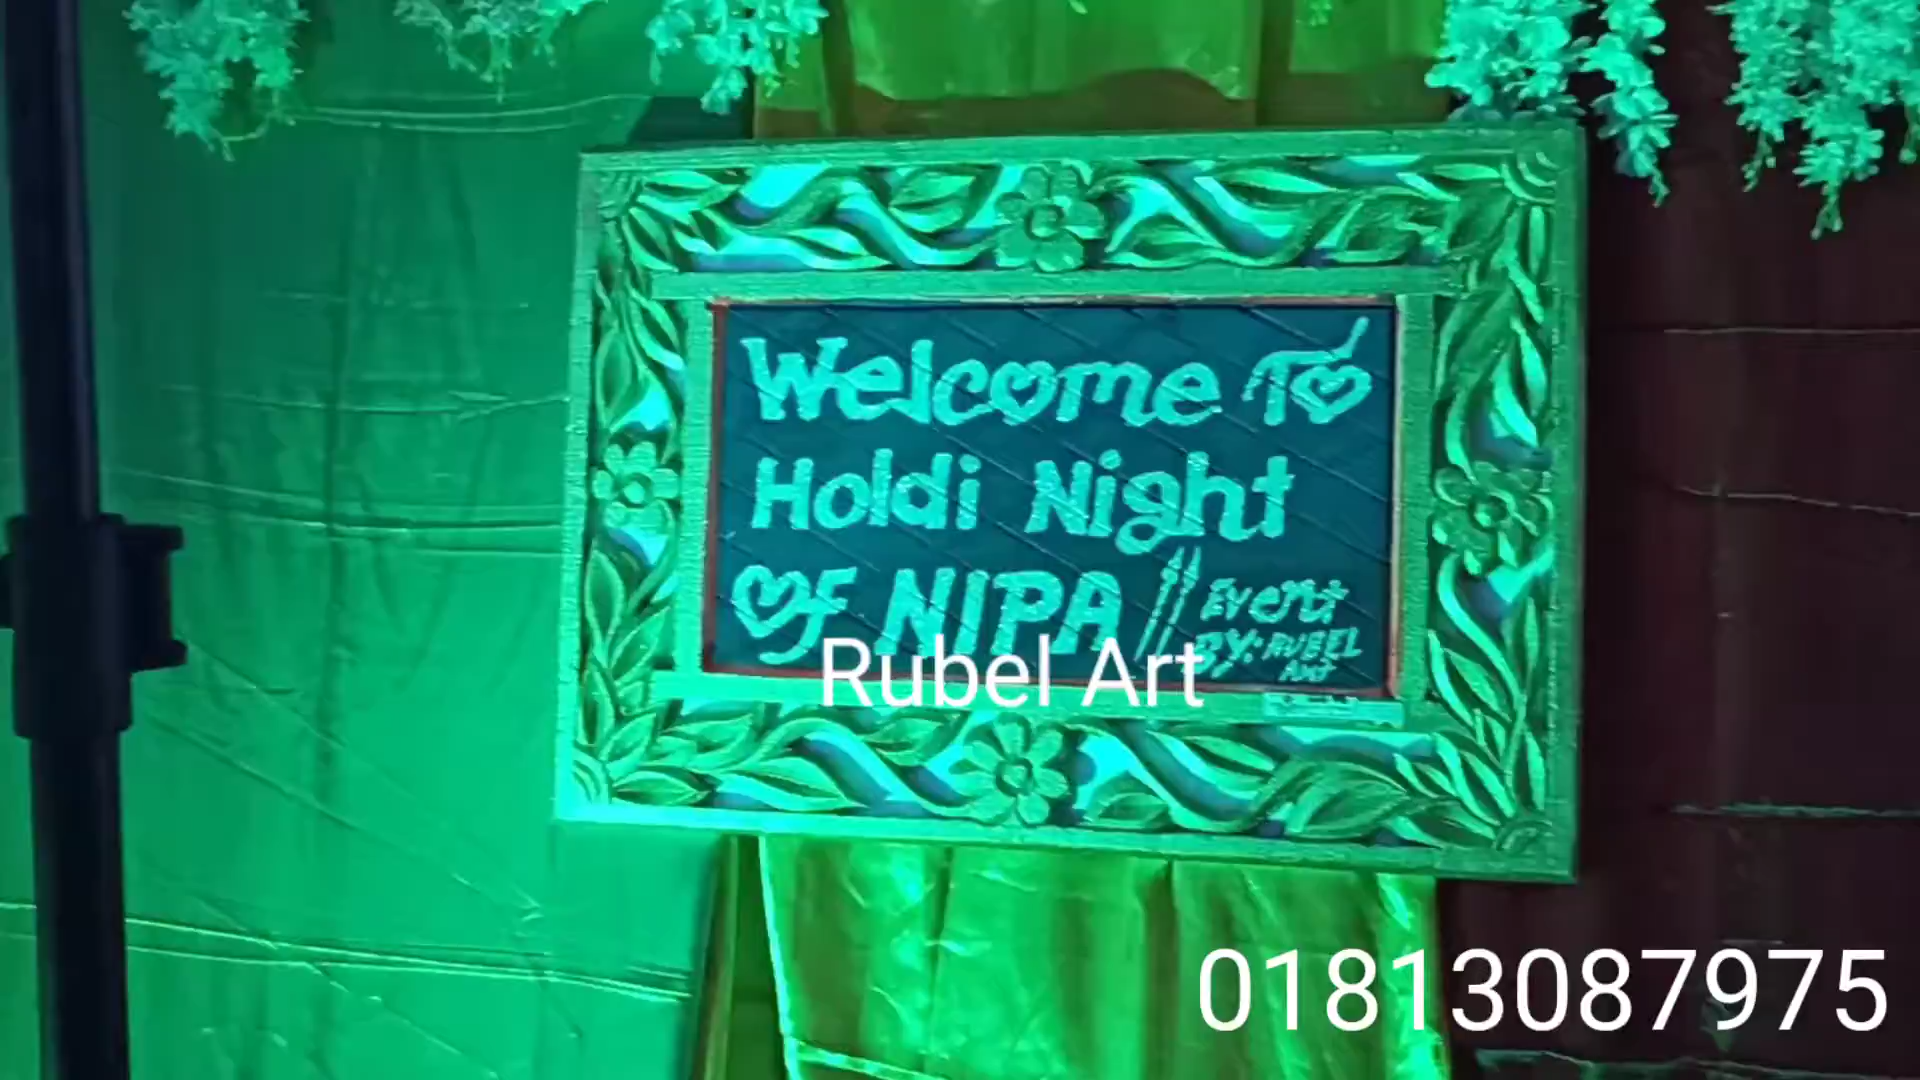 Welcome To
Holdi Night
Of NIPA
Event
BY: RUBEL
Art
Rubel Art
01813087975